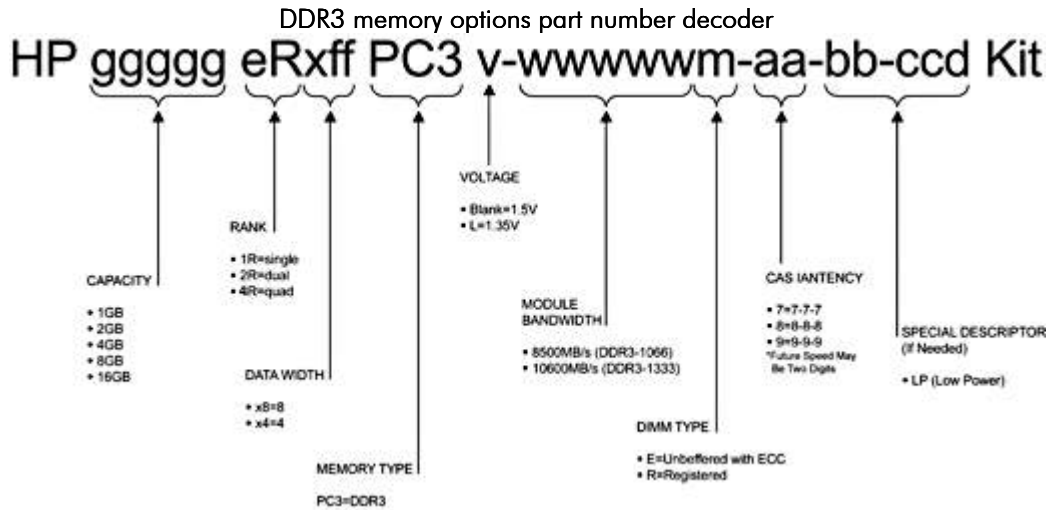 DDR3 memory options part number decoder
HP ggggg eRxff PC3 v-wwwwwm-aa-bb-ccd Kit
VOLTAGE
• Blank=1.5V
• L=1.35V
RANK
• 1R=single
• 2R=dual
• 4R=quad
CAPACITY
• 1GB
• 2GB
• 4GB
• 8GB
• 16GB
CAS IANTENCY
• 7=7-7-7
• 8=8-8-8
• 9=9-9-9
*Future Speed May
Be Two Digits
MODULE
BANDWIDTH
• 8500MB/s (DDR3-1066)
• 10600MB/s (DDR3-1333)
SPECIAL DESCRIPTOR
(If Needed)
• LP (Low Power)
DATA WIDTH
• x8=8
• x4=4
DIMM TYPE
• E=Unbeffered with ECC
• R=Registered
MEMORY TYPE
PC3=DDR3